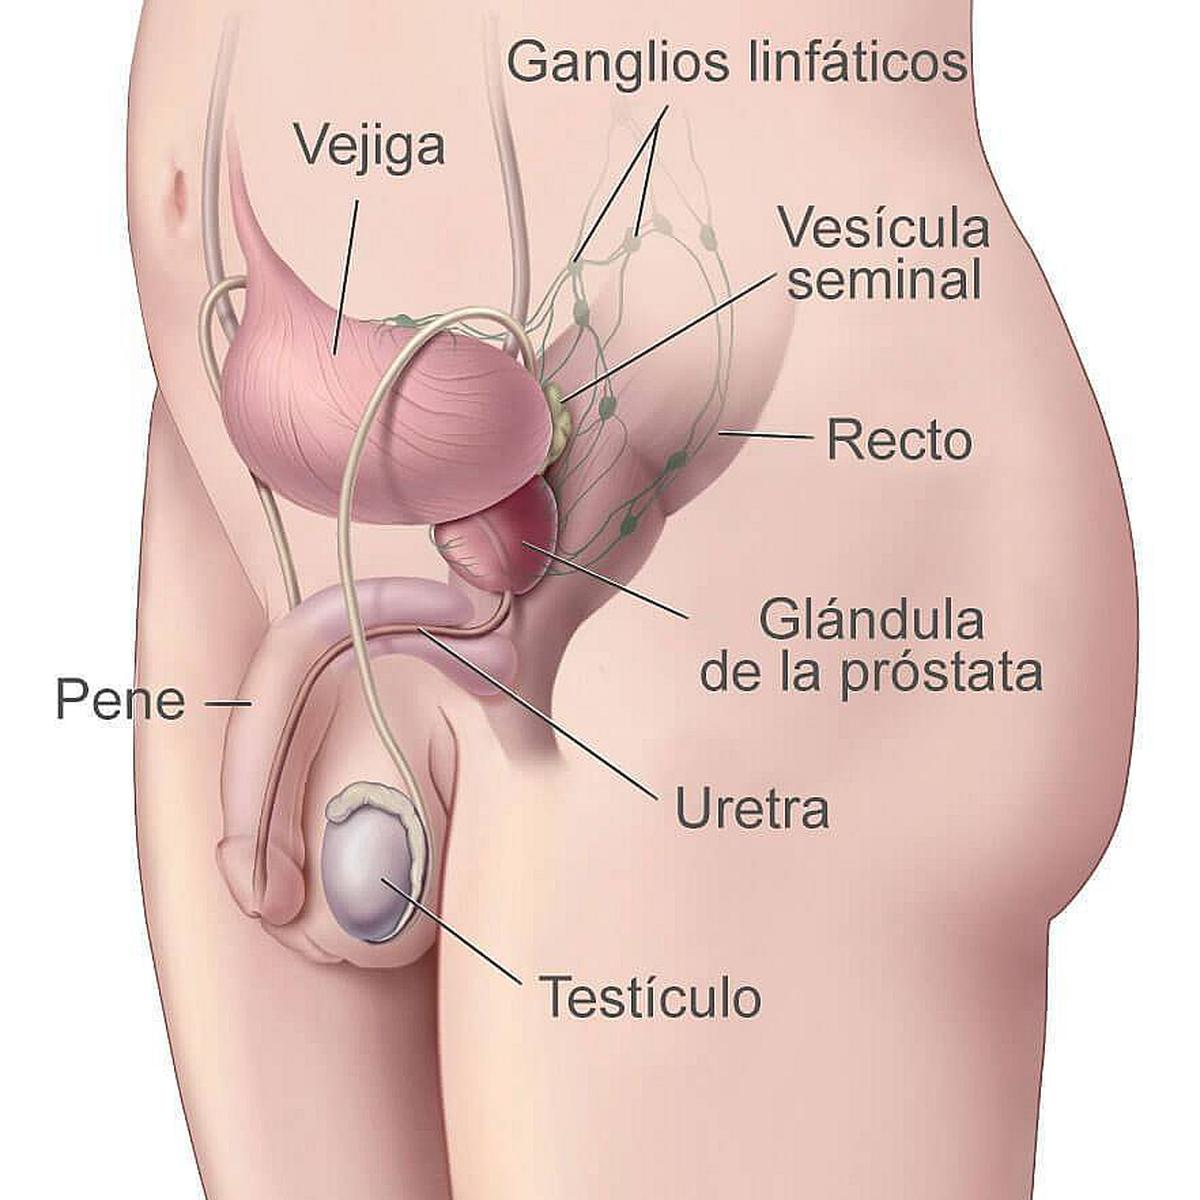 Ganglios linfáticos
Vejiga
Vesícula
seminal
Recto
Glándula
de la próstata
Pene
Uretra
Testículo